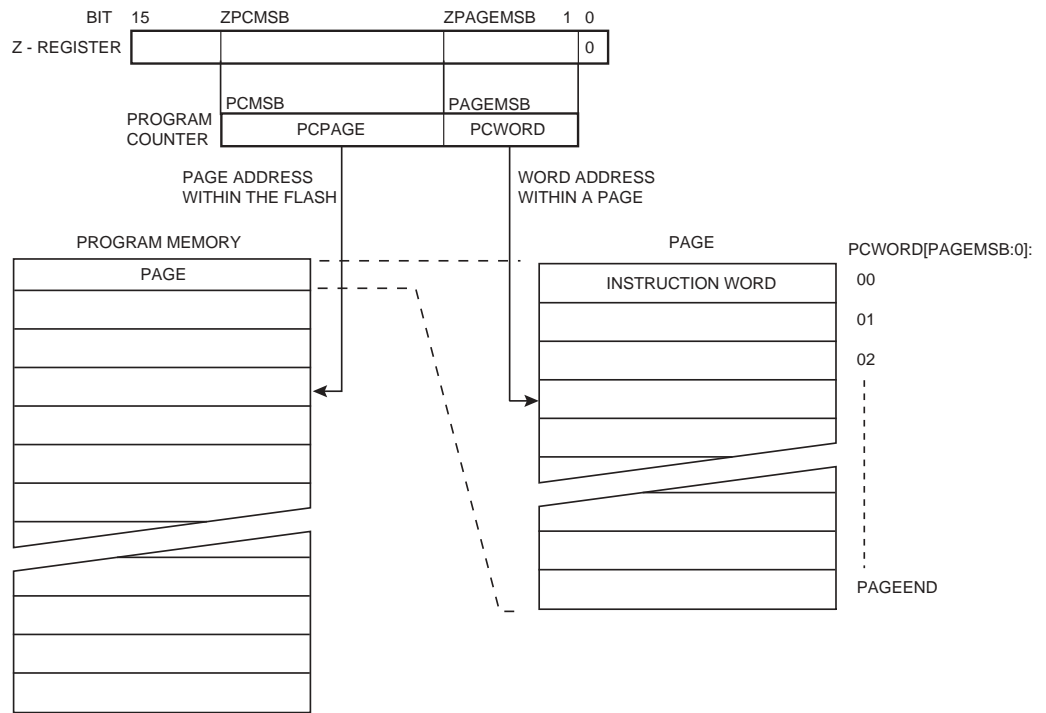 BIT 15 ZPCMSB ZPAGEMSB 1 0
Z - REGISTER 0
PCMSB PAGEMSB
PROGRAM
COUNTER
PCPAGE PCWORD
PAGE ADDRESS
WITHIN THE FLASH
WORD ADDRESS
WITHIN A PAGE
PROGRAM MEMORY
PAGE
PAGE
PCWORD[PAGEMSB:0]:
INSTRUCTION WORD
00
01
02
PAGEEND